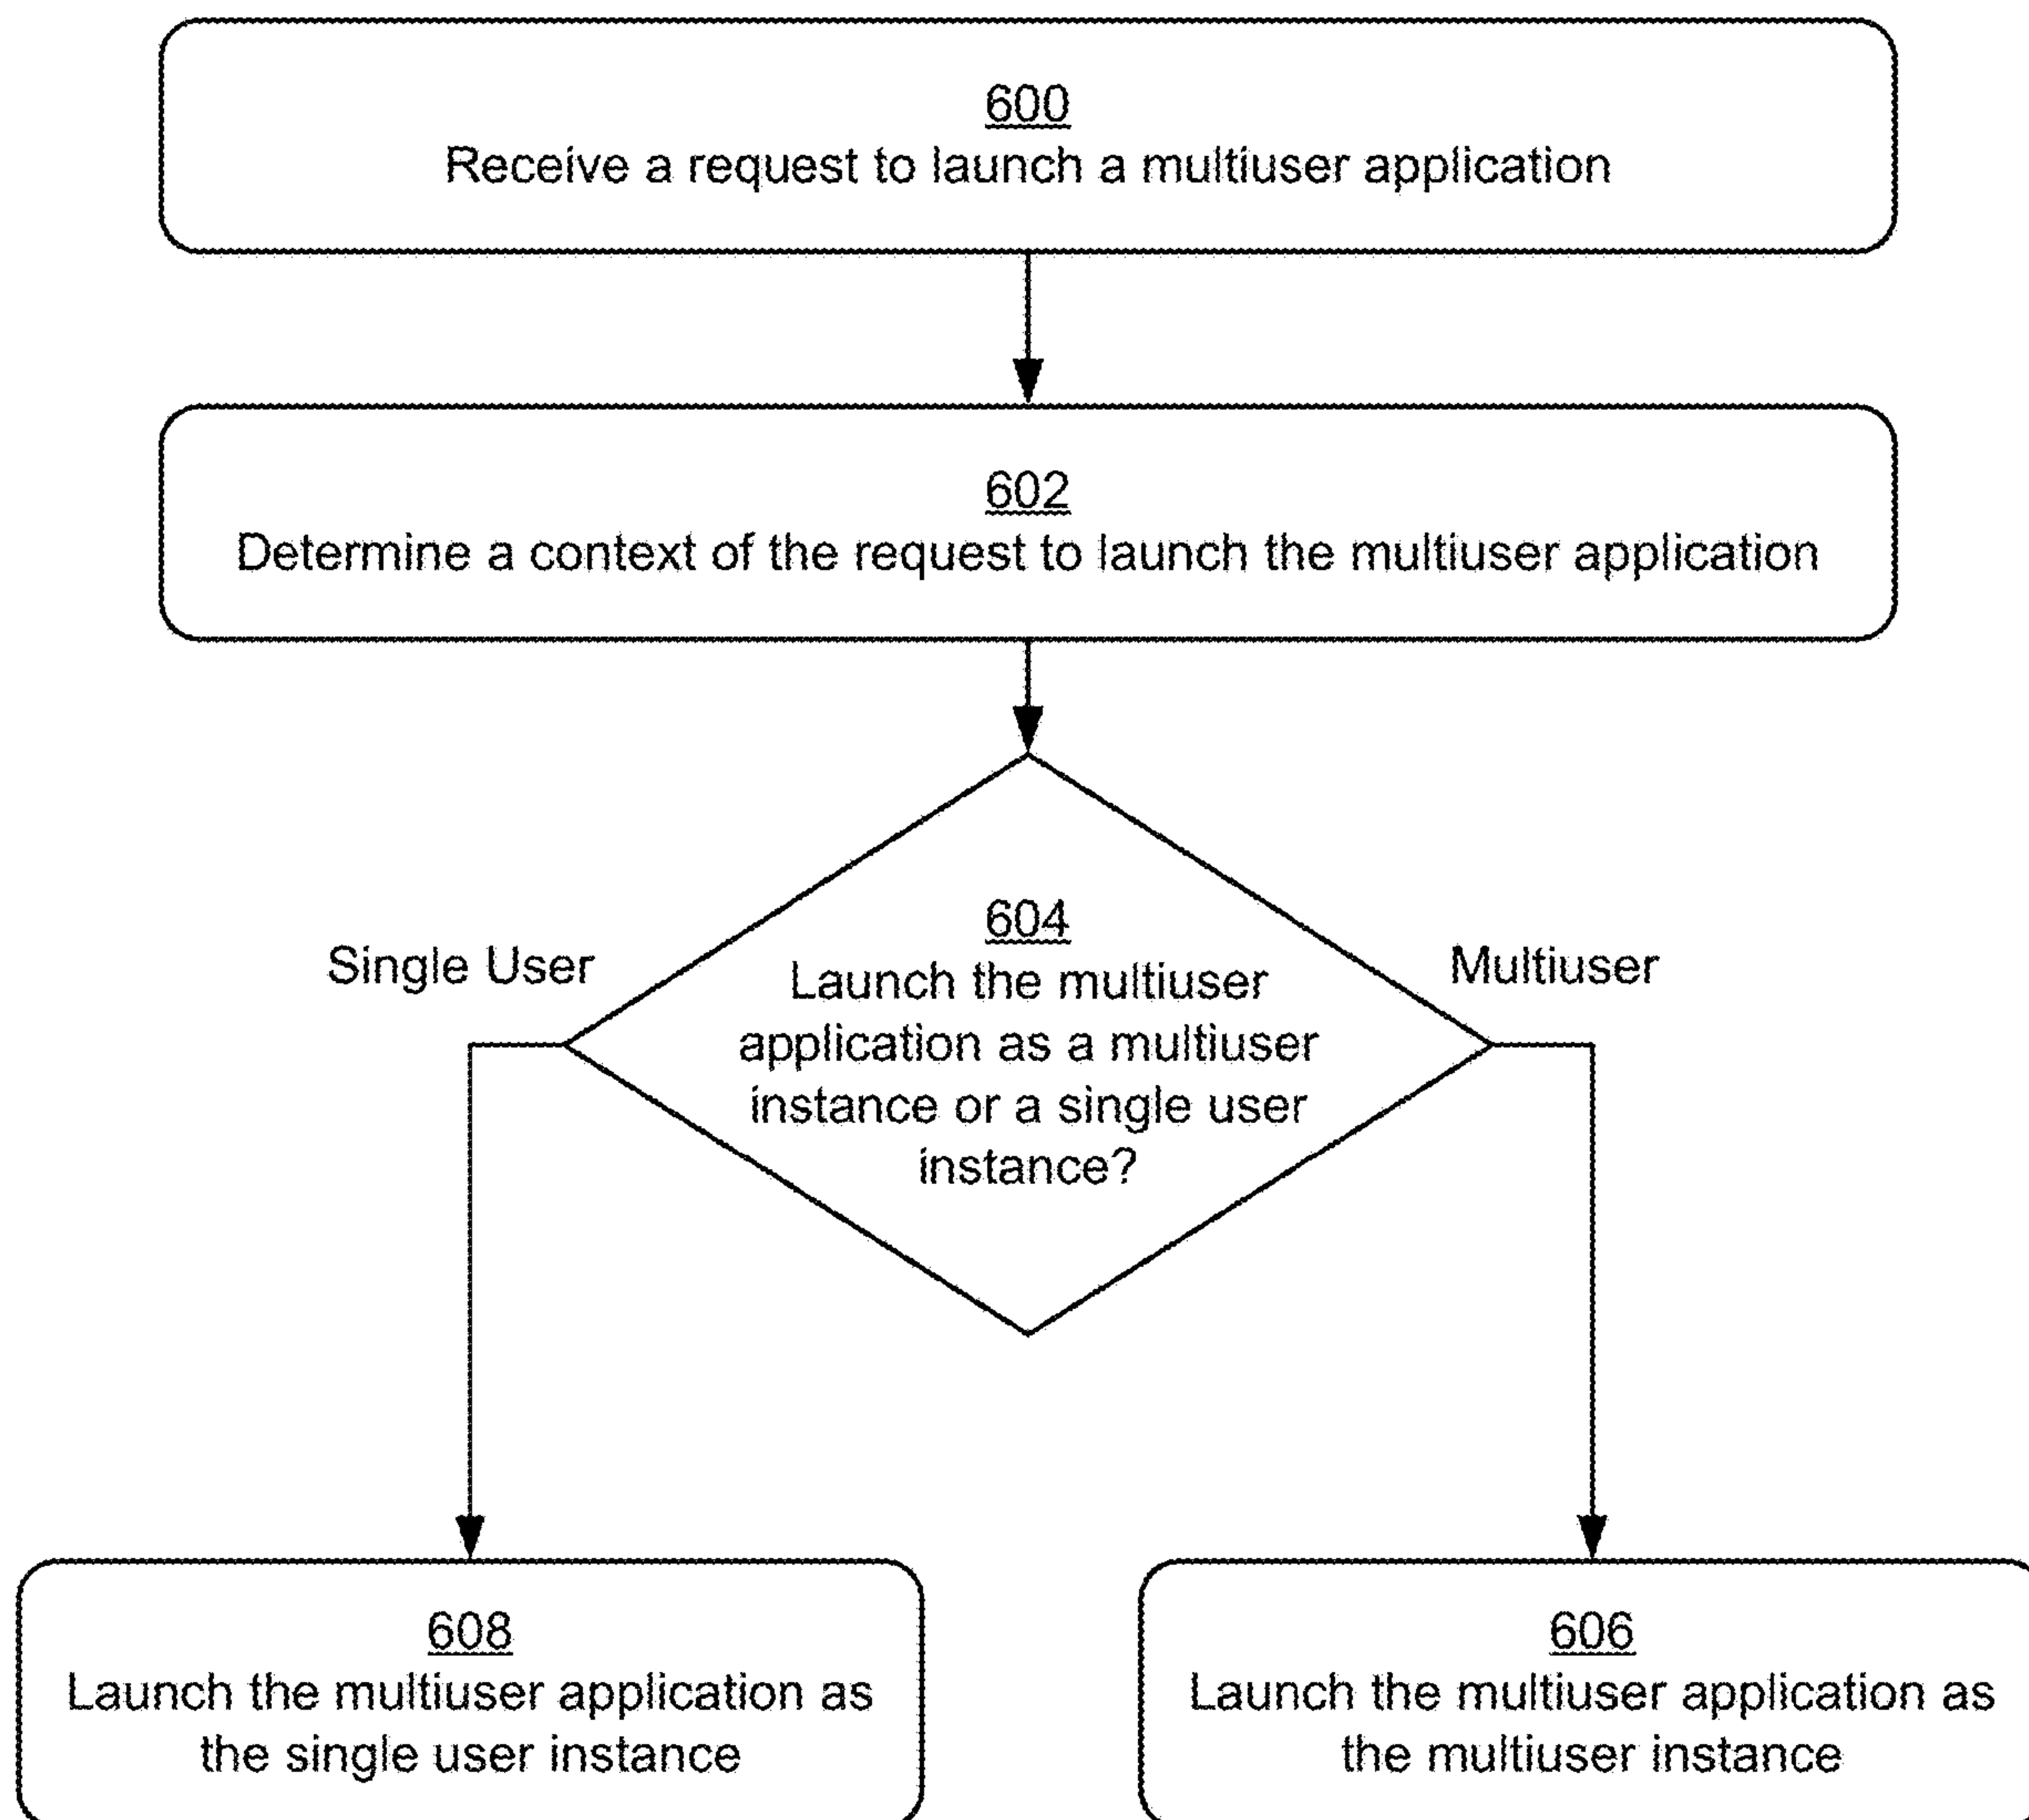 600
Receive a request to launch a multiuser application
602
Determine a context of the request to launch the multiuser application
604
Launch the multiuser
application as a multiuser
instance or a single user
instance?
Single User
Multiuser
608
Launch the multiuser application as
the single user instance
606
Launch the multiuser application as
the multiuser instance